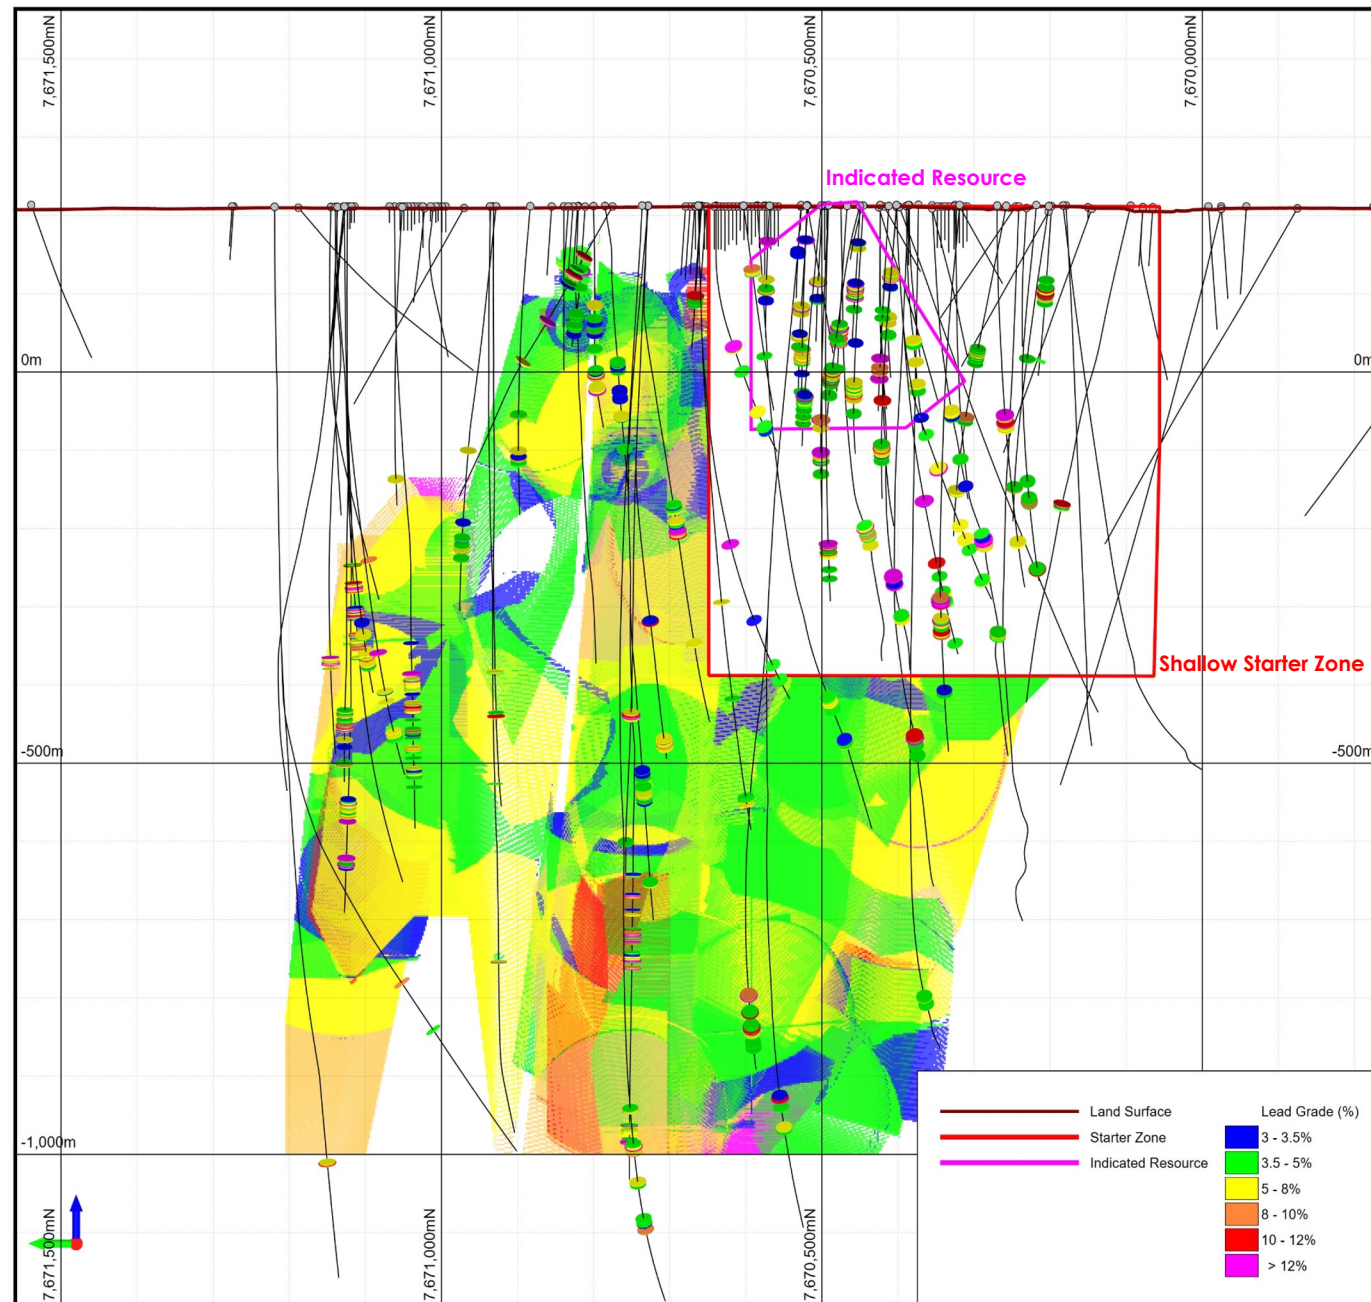 7,671,500mN
7,671,000mN
7,670,500mN
7,670,000mN
Indicated Resource
0m
0m
Shallow Starter Zone
-500m
-500m
-1,000m
Land Surface
Starter Zone
Indicated Resource
Lead Grade (%)
3 - 3.5%
3.5 - 5%
5 - 8%
8 - 10%
10 - 12%
> 12%
7,671,500mN
7,671,000mN
7,670,500mN